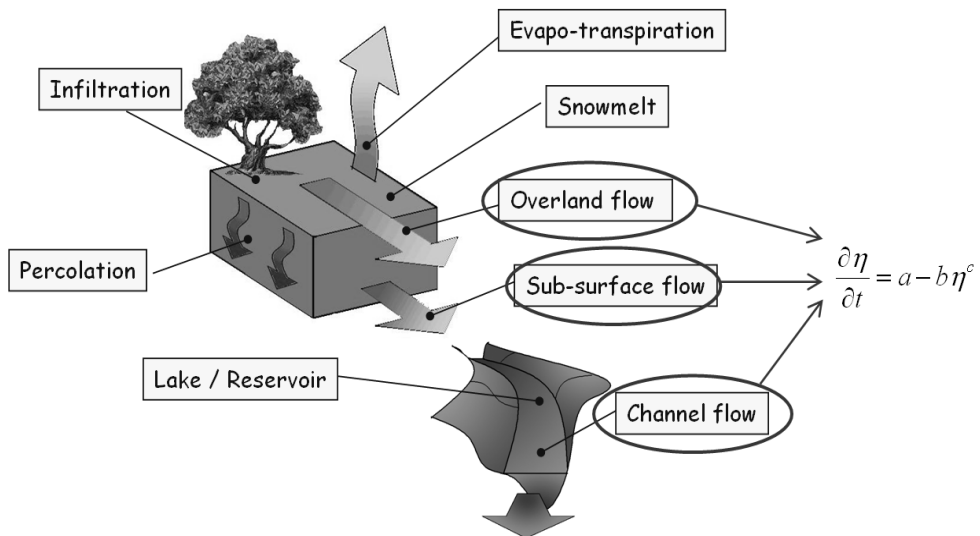 Evapo-transpiration
Infiltration
Snowmelt
Overland flow
Percolation
Sub-surface flow
∂η/∂t = a − bη^c
Lake / Reservoir
Channel flow